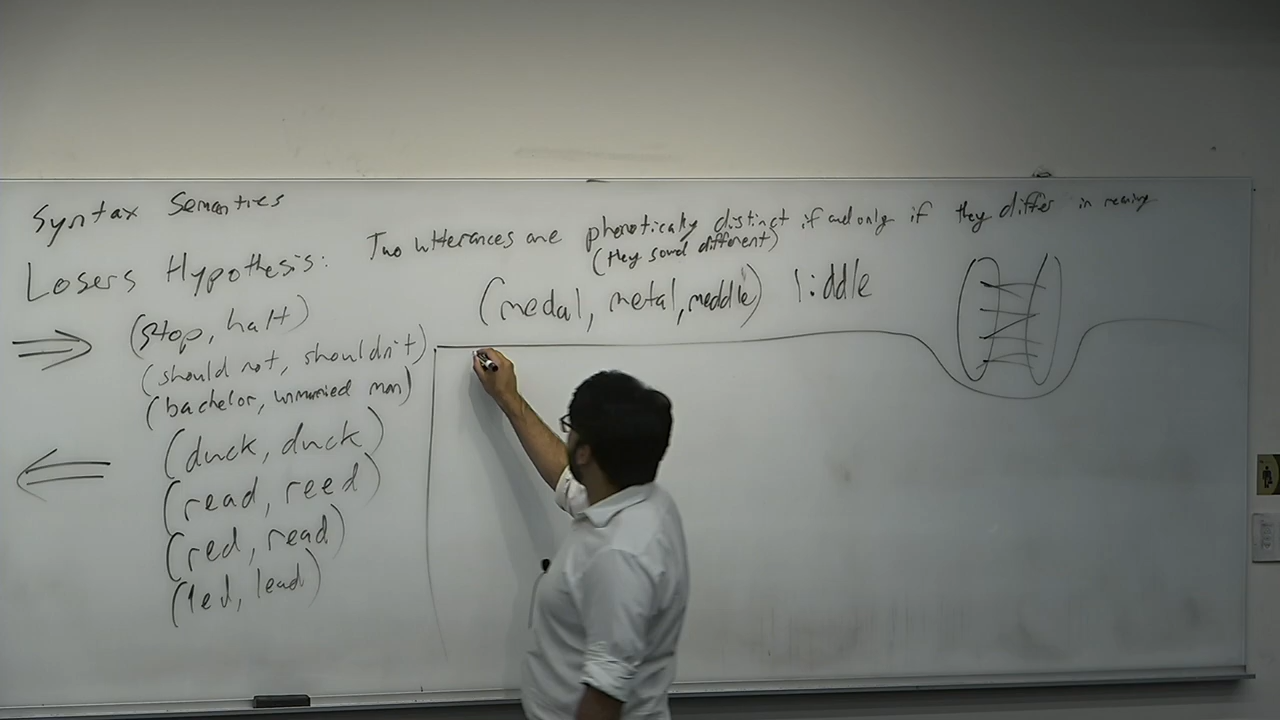 Syntax Semantics
Losers Hypothesis: Two utterances are phonetically distinct if and only if they differ in meaning
(they sound different)
(medal, metal, meddle) liddle
(stop, halt)
(should not, shouldn't)
(bachelor, unmarried man)
(duck, duck)
(read, reed)
(red, read)
(led, lead)